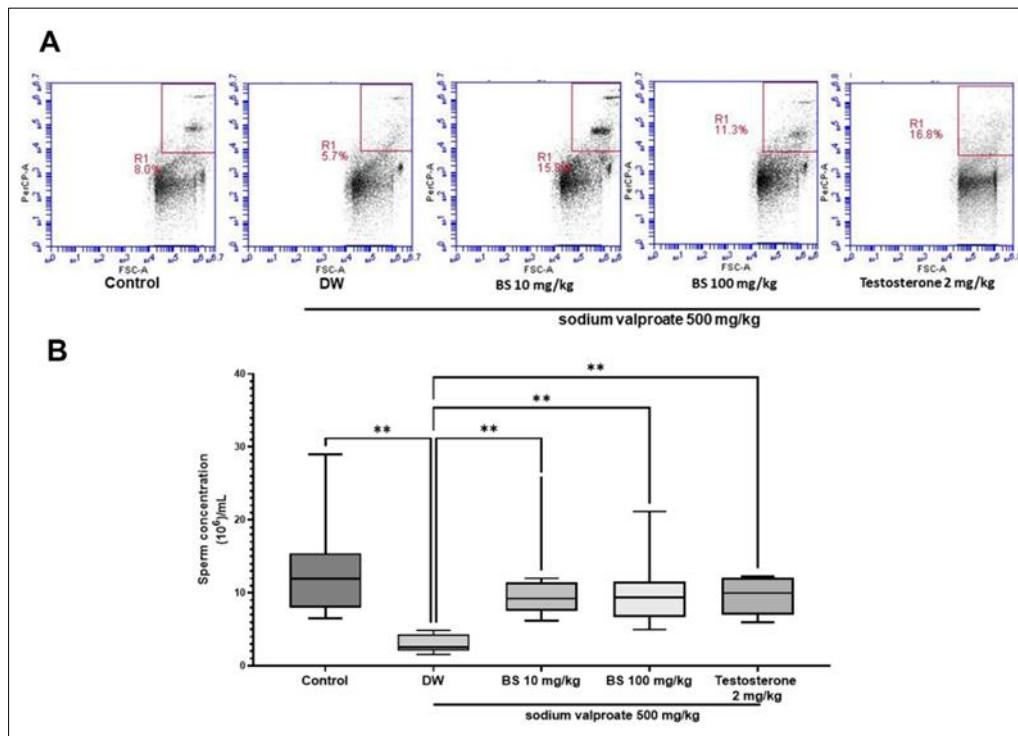 A
R1
8.0%
R1
5.7%
R1
15.8%
R1
11.3%
R1
16.8%
PerCP-A
PerCP-A
PerCP-A
PerCP-A
PerCP-A
FSC-A
FSC-A
FSC-A
FSC-A
FSC-A
Control
DW
BS 10 mg/kg
BS 100 mg/kg
Testosterone 2 mg/kg
sodium valproate 500 mg/kg
B
Sperm concentration
(10⁶)/mL
40
30
20
10
0
**
**
**
**
Control
DW
BS 10 mg/kg
BS 100 mg/kg
Testosterone
2 mg/kg
sodium valproate 500 mg/kg